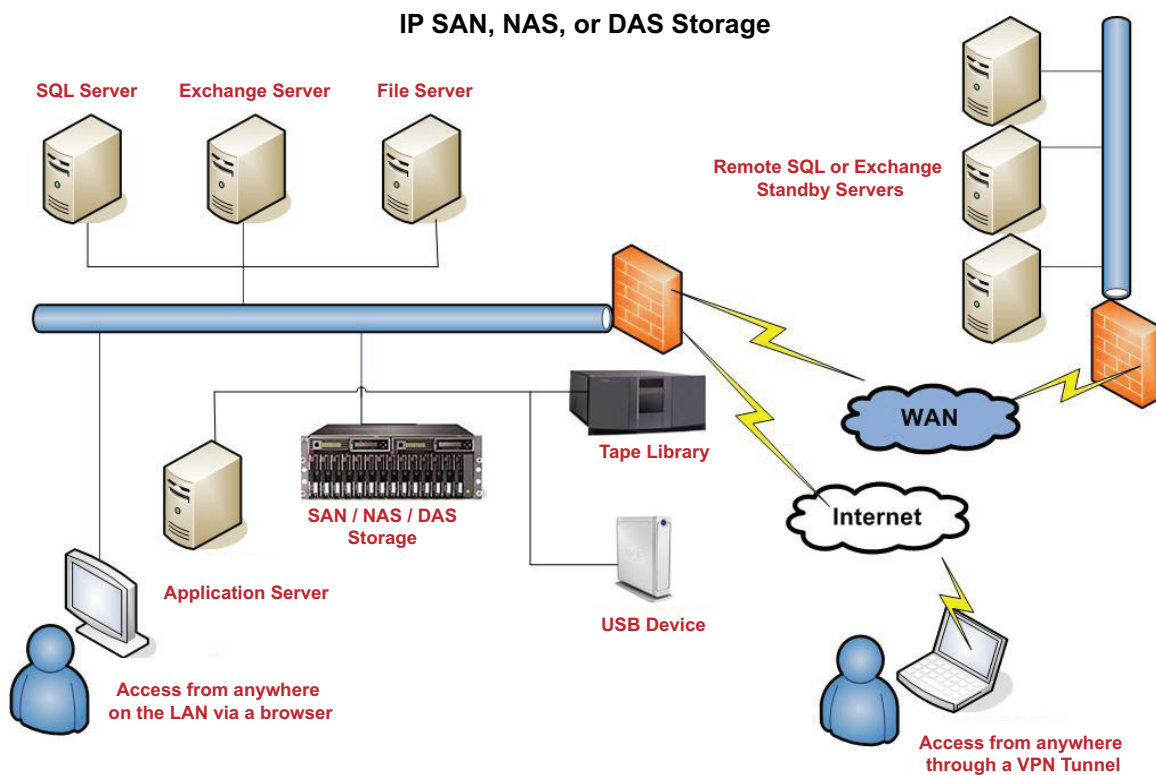 IP SAN, NAS, or DAS Storage
SQL Server
Exchange Server
File Server
Remote SQL or Exchange
Standby Servers
WAN
Tape Library
SAN / NAS / DAS
Storage
Internet
Application Server
USB Device
Access from anywhere
on the LAN via a browser
Access from anywhere
through a VPN Tunnel